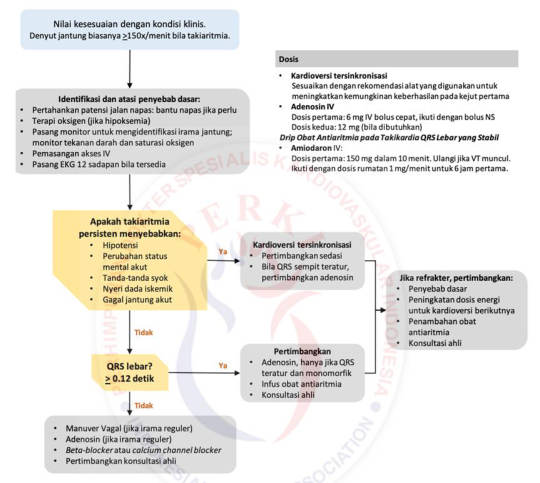 Nilai kesesuaian dengan kondisi klinis.
Denyut jantung biasanya ≥150x/menit bila takiaritmia.
Identifikasi dan atasi penyebab dasar:
• Pertahankan patensi jalan napas: bantu napas jika perlu
• Terapi oksigen (jika hipoksemia)
• Pasang monitor untuk mengidentifikasi irama jantung;
monitor tekanan darah dan saturasi oksigen
• Pemasangan akses IV
• Pasang EKG 12 sadapan bila tersedia
Dosis
• Kardioversi tersinkronisasi
Sesuaikan dengan rekomendasi alat yang digunakan untuk
meningkatkan kemungkinan keberhasilan pada kejut pertama
• Adenosin IV
Dosis pertama: 6 mg IV bolus cepat, ikuti dengan bolus NS
Dosis kedua: 12 mg (bila dibutuhkan)
Drip Obat Antiaritmia pada Takikardia QRS Lebar yang Stabil
• Amiodaron IV:
Dosis pertama: 150 mg dalam 10 menit. Ulangi jika VT muncul.
Ikuti dengan dosis rumatan 1 mg/menit untuk 6 jam pertama.
Apakah takiaritmia
persisten menyebabkan:
• Hipotensi
• Perubahan status
mental akut
• Tanda-tanda syok
• Nyeri dada iskemik
• Gagal jantung akut
Ya
Kardioversi tersinkronisasi
• Pertimbangkan sedasi
• Bila QRS sempit teratur,
pertimbangkan adenosin
Jika refrakter, pertimbangkan:
• Penyebab dasar
• Peningkatan dosis energi
untuk kardioversi berikutnya
• Penambahan obat
antiaritmia
• Konsultasi ahli
Tidak
QRS lebar?
≥ 0.12 detik
Ya
Pertimbangkan
• Adenosin, hanya jika QRS
teratur dan monomorfik
• Infus obat antiaritmia
• Konsultasi ahli
Tidak
• Manuver Vagal (jika irama reguler)
• Adenosin (jika irama reguler)
• Beta-blocker atau calcium channel blocker
• Pertimbangkan konsultasi ahli
PERKI